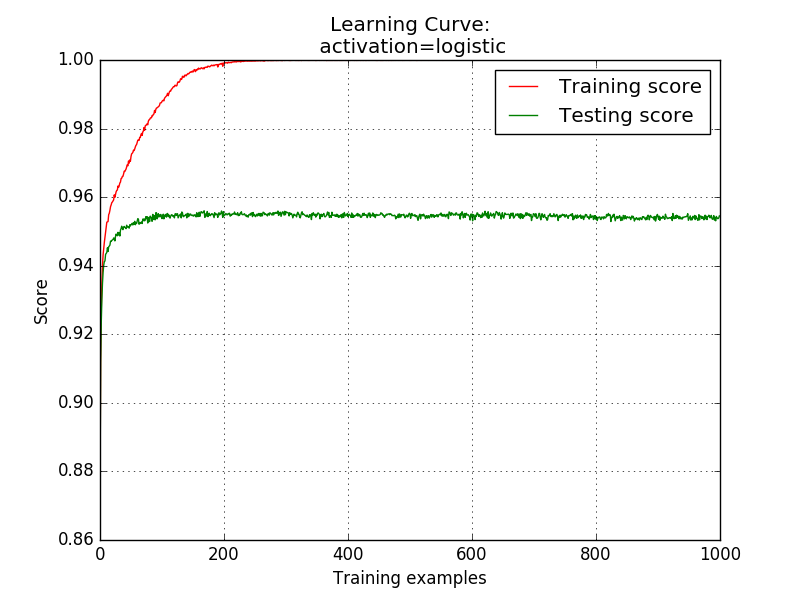 Learning Curve:
activation=logistic
Training score
Testing score
Score
1.00
0.98
0.96
0.94
0.92
0.90
0.88
0.86
0
200
400
600
800
1000
Training examples